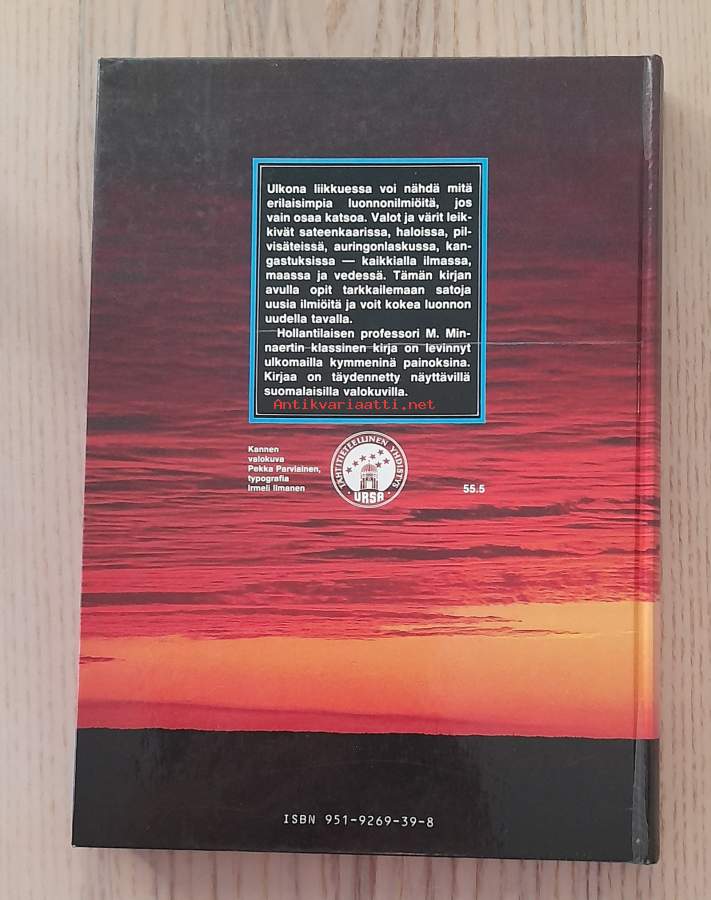 Ulkona liikkuessa voi nähdä mitä
erilaisimpia luonnonilmiöitä, jos
vain osaa katsoa. Valot ja värit leik-
kivät sateenkaarissa, haloissa, pil-
visäteissä, auringonlaskussa, kan-
gastuksissa — kaikkialla ilmassa,
maassa ja vedessä. Tämän kirjan
avulla opit tarkkailemaan satoja
uusia ilmiöitä ja voit kokea luonnon
uudella tavalla.
Hollantilaisen professori M. Min-
naertin klassinen kirja on levinnyt
ulkomailla kymmeninä painoksina.
Kirjaa on täydennetty näyttävillä
suomalaisilla valokuvilla.
Antikvariaatti.net
Kannen
valokuva
Pekka Parviainen,
typografia
Irmeli Ilmanen
TÄHTITIETEELLINEN YHDISTYS
URSA
55.5
ISBN 951-9269-39-8